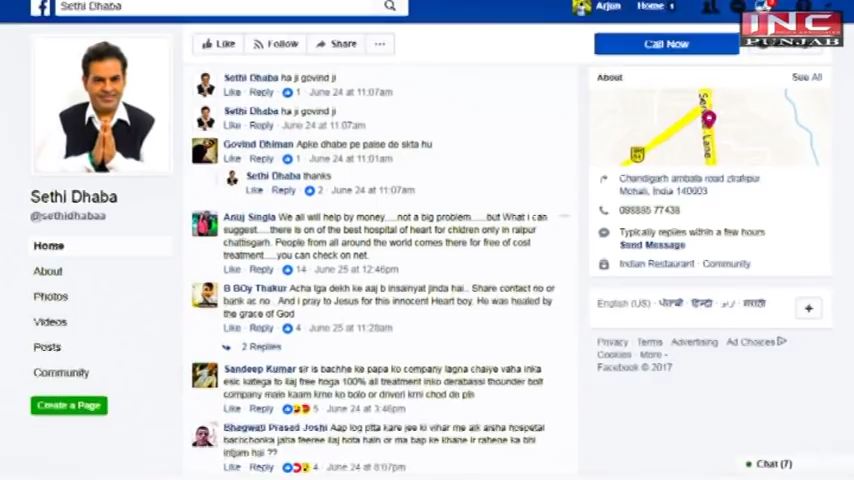 Sethi Dhaba
Arjun
Home 1
INC
PUNJAB
Like
Follow
Share
Call Now
Sethi Dhaba ha ji govind ji
Like · Reply · 1 · June 24 at 11:07am
Sethi Dhaba ha ji govind ji
Like · Reply · June 24 at 11:07am
Govind Dhiman Apke dhabe pe paise de skta hu
Like · Reply · 1 · June 24 at 11:01am
Sethi Dhaba thanks
Like · Reply · 2 · June 24 at 11:07am
Anuj Singla We all will help by money.....not a big problem.....but What i can
suggest.....there is on of the best hospital of heart for children only in raipur
chattisgarh. People from all around the world comes there for free of cost
treatment.....you can check on net.
Like · Reply · 14 · June 25 at 12:46pm
B BOy Thakur Acha lga dekh ke aaj b insaniyat jinda hai.. Share contact no or
bank ac no . And i pray to Jesus for this innocent Heart boy. He was healed by
the grace of God
Like · Reply · 4 · June 25 at 11:28am
2 Replies
Sandeep Kumar sir is bachhe ke papa ko company lagna chaiye vaha inka
esic katega to ilaj free hoga 100% all treatment inko derabassi thounder bolt
company main kaam krne ko bolo or driveri krni chod de pls
Like · Reply · 5 · June 24 at 3:46pm
Bhagwati Prasad Joshi Aap log pita kare jee ki vihar me aik aisha hospetal
bachchonka jaha feeree ilaj hota hain or ma bap ke khane ir rahene ka bhi
intjam hai ??
Like · Reply · 4 · June 24 at 8:07pm
Sethi Dhaba
@sethidhabaa
Home
About
Photos
Videos
Posts
Community
Create a Page
About
See All
Lane
Chandigarh ambala road zirakpur
Mohali, India 140603
098885 77438
Typically replies within a few hours
Send Message
Indian Restaurant · Community
English (US) · ਪੰਜਾਬੀ · हिन्दी · اردو · मराठी
Privacy · Terms · Advertising · Ad Choices
Cookies · More
Facebook © 2017
Chat (7)